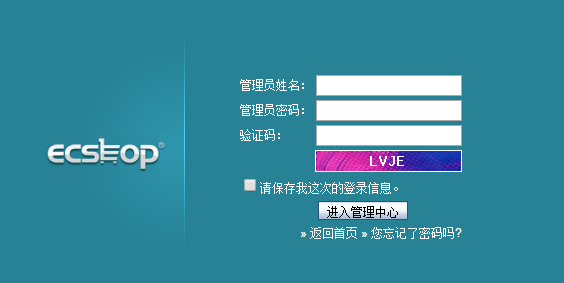 管理员姓名：
管理员密码：
ecshop®
验证码：
LVJE
请保存我这次的登录信息。
进入管理中心
» 返回首页 » 您忘记了密码吗?